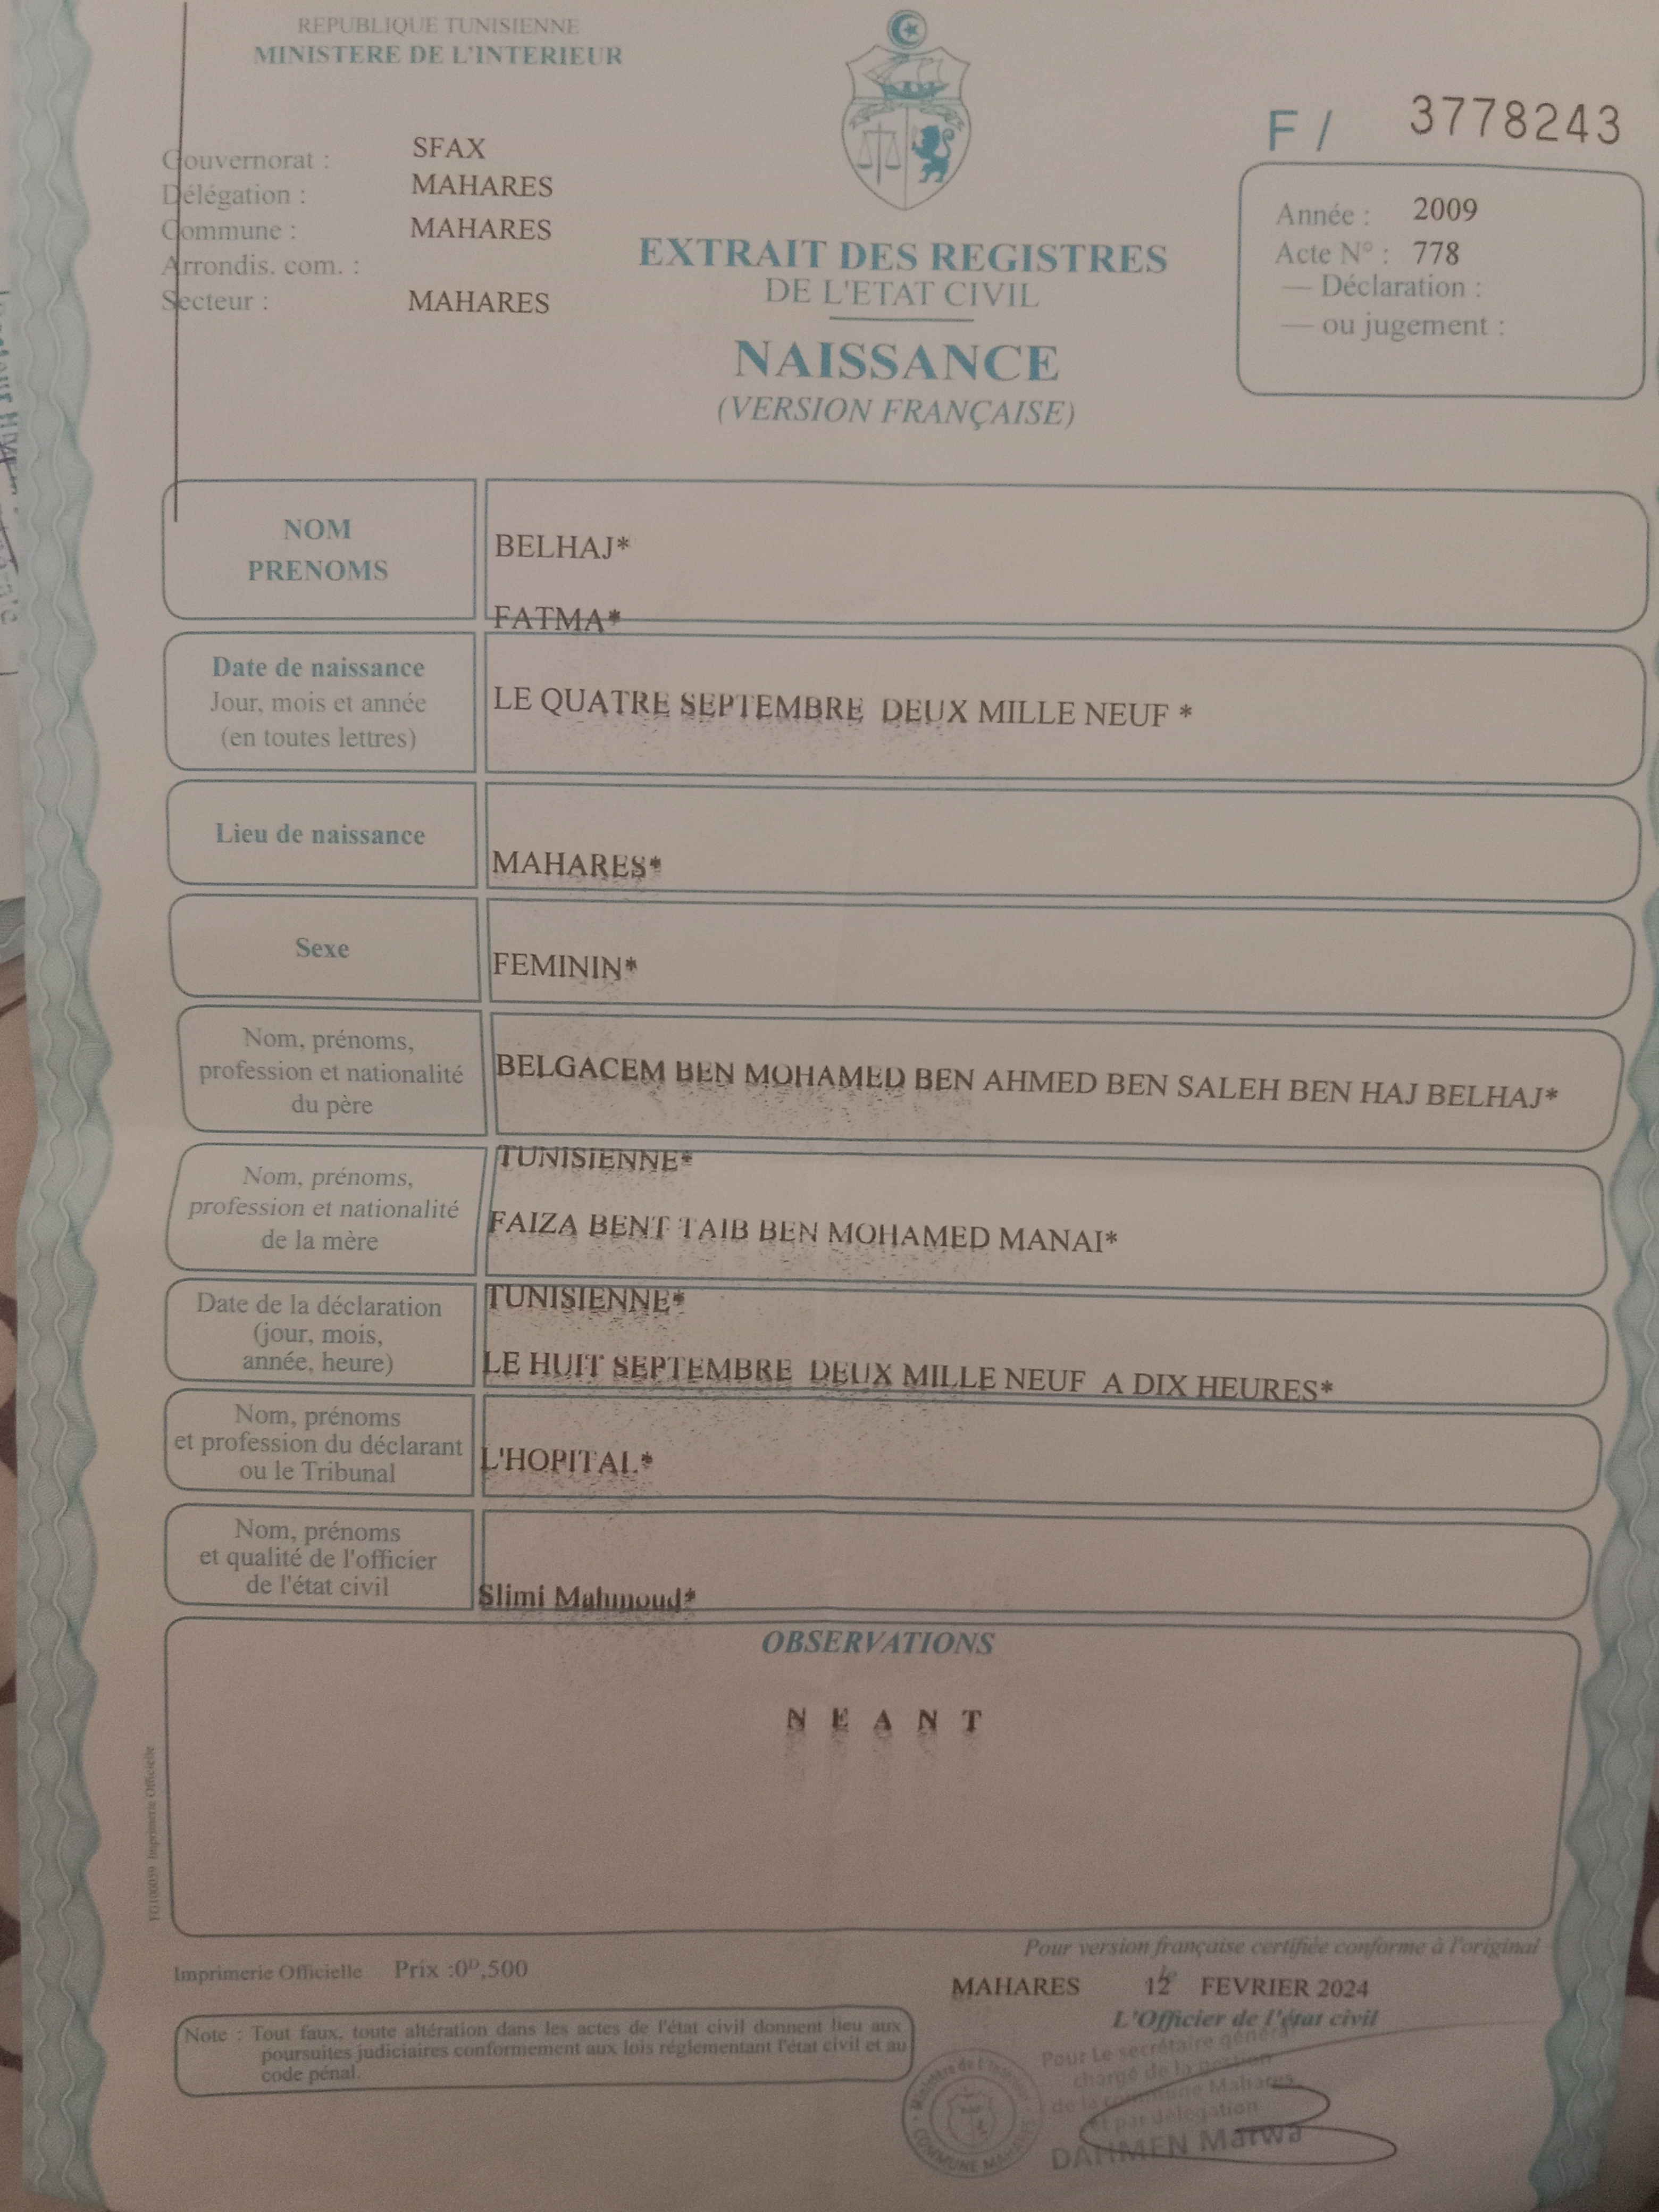 REPUBLIQUE TUNISIENNE
MINISTERE DE L'INTERIEUR
F / 3778243
Gouvernorat : SFAX
Délégation : MAHARES
Commune : MAHARES
Arrondis. com. :
Secteur : MAHARES
EXTRAIT DES REGISTRES
DE L'ETAT CIVIL
NAISSANCE
(VERSION FRANÇAISE)
Année : 2009
Acte N° : 778
— Déclaration :
— ou jugement :
NOM
PRENOMS
BELHAJ*
FATMA*
Date de naissance
Jour, mois et année
(en toutes lettres)
LE QUATRE SEPTEMBRE DEUX MILLE NEUF *
Lieu de naissance
MAHARES*
Sexe
FEMININ*
Nom, prénoms,
profession et nationalité
du père
BELGACEM BEN MOHAMED BEN AHMED BEN SALEH BEN HAJ BELHAJ*
TUNISIENNE*
Nom, prénoms,
profession et nationalité
de la mère
FAIZA BENT TAIB BEN MOHAMED MANAI*
TUNISIENNE*
Date de la déclaration
(jour, mois,
année, heure)
LE HUIT SEPTEMBRE DEUX MILLE NEUF A DIX HEURES*
Nom, prénoms
et profession du déclarant
ou le Tribunal
L'HOPITAL*
Nom, prénoms
et qualité de l'officier
de l'état civil
Slimi Mahmoud*
OBSERVATIONS
N E A N T
FG100059 Imprimerie Officielle
Imprimerie Officielle Prix :0ᴰ,500
Pour version française certifiée conforme à l'original
MAHARES le 12 FEVRIER 2024
L'Officier de l'état civil
Note : Tout faux, toute altération dans les actes de l'état civil donnent lieu aux
poursuites judiciaires conformement aux lois réglementant l'état civil et au
code pénal.
Pour Le secrétaire général
chargé de la gestion
de la commune Mahares
et par délégation
DAHMEN Marwa
Ministère de l'Intérieur
COMMUNE MAHARES